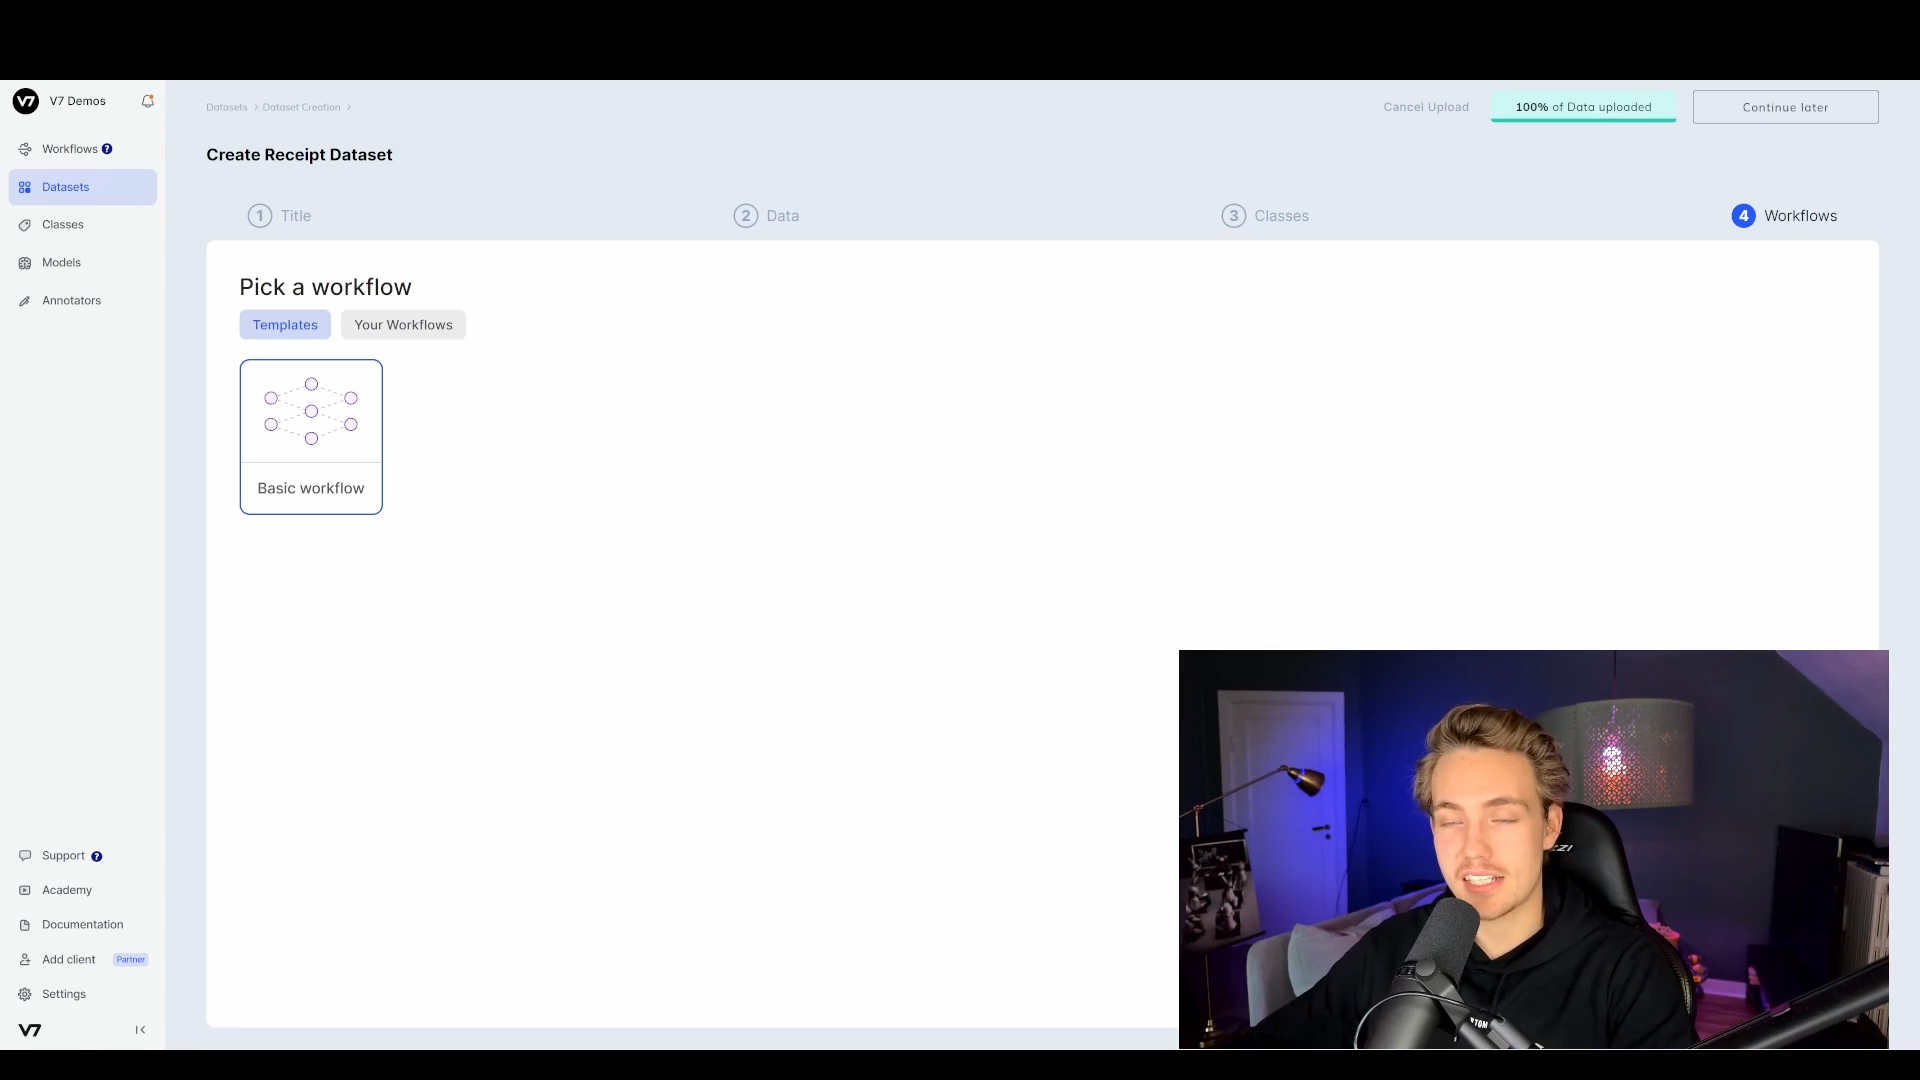 V7 Demos
Workflows ?
Datasets
Classes
Models
Annotators
Support ?
Academy
Documentation
Add client Partner
Settings
V7
Datasets > Dataset Creation >
Cancel Upload
100% of Data uploaded
Continue later
Create Receipt Dataset
1 Title
2 Data
3 Classes
4 Workflows
Pick a workflow
Templates
Your Workflows
Basic workflow